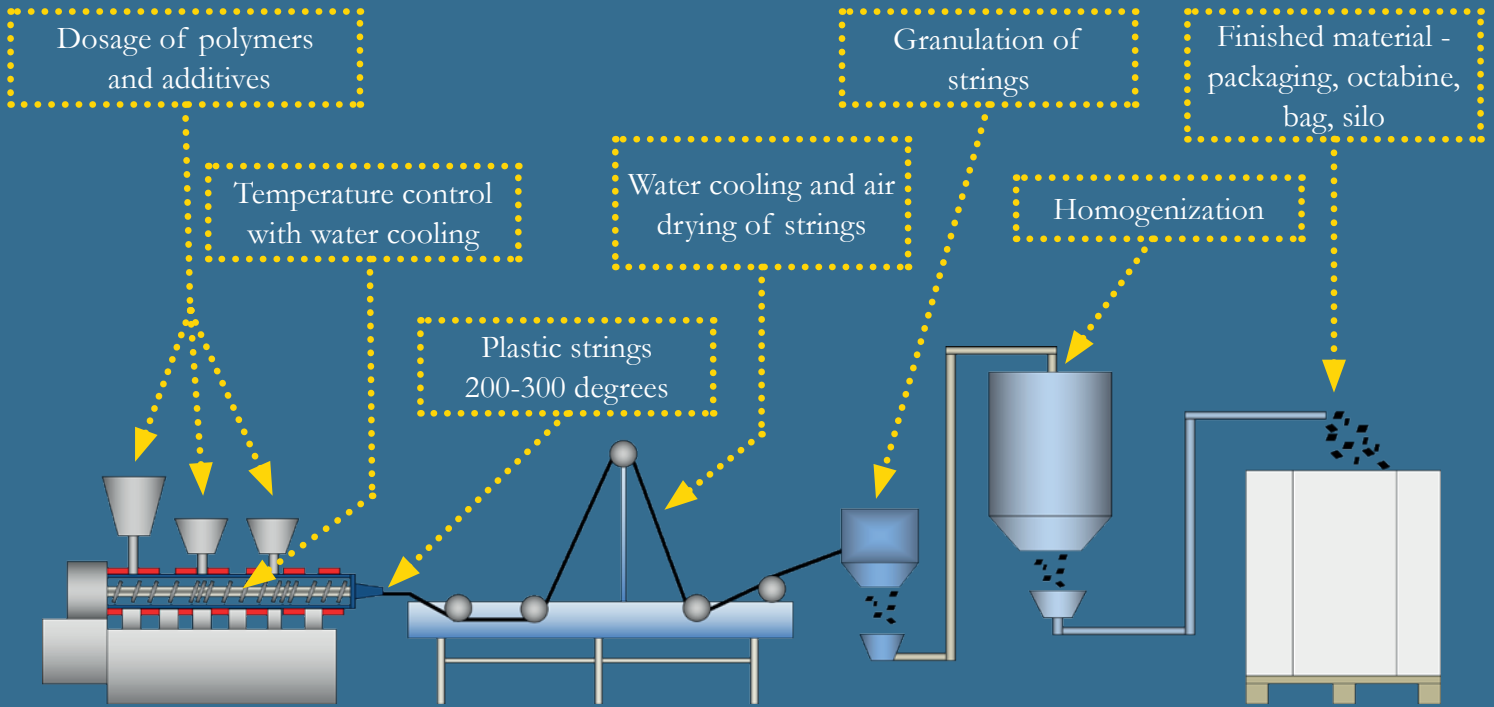 Dosage of polymers
and additives
Temperature control
with water cooling
Plastic strings
200-300 degrees
Water cooling and air
drying of strings
Granulation of
strings
Homogenization
Finished material -
packaging, octabine,
bag, silo